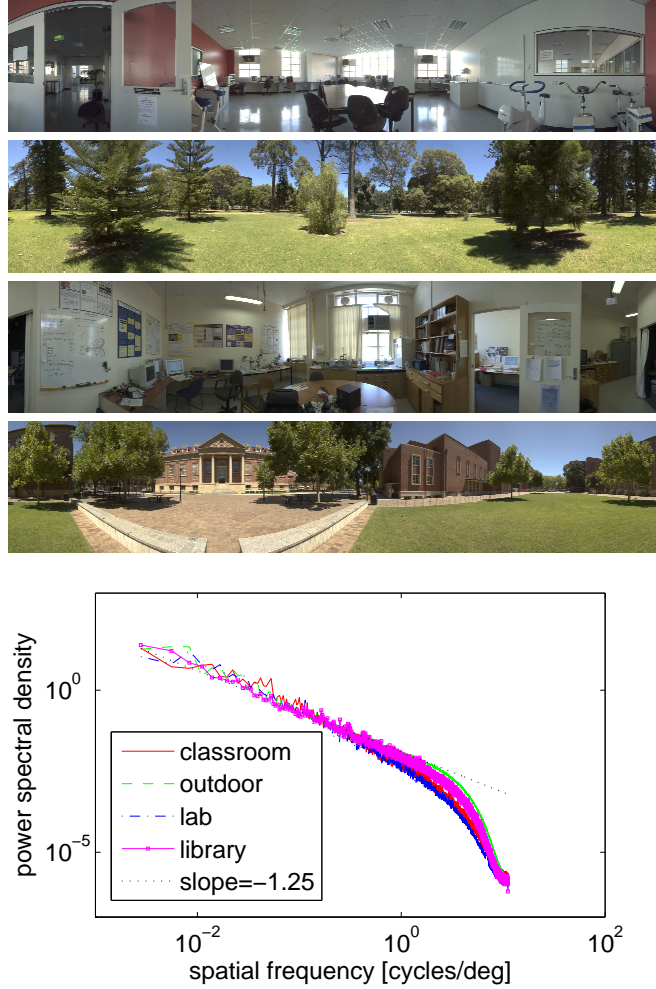 power spectral density
10^0
10^−5
classroom
outdoor
lab
library
slope=−1.25
10^−2
10^0
10^2
spatial frequency [cycles/deg]